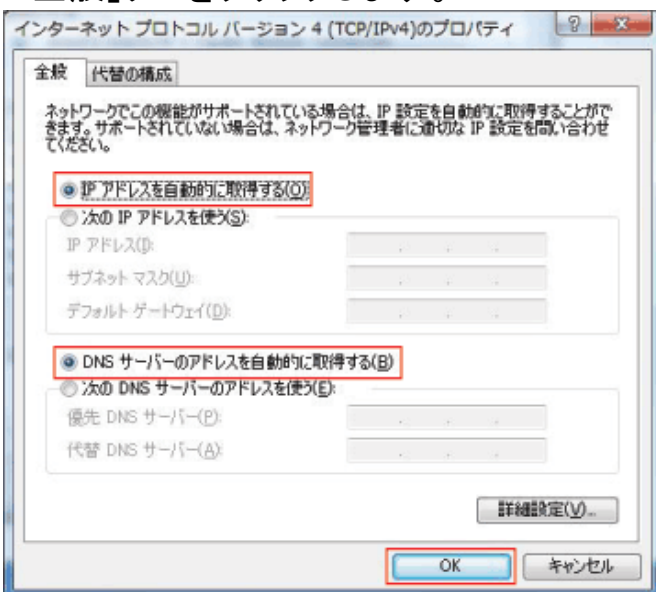 インターネット プロトコル バージョン 4 (TCP/IPv4)のプロパティ
全般 代替の構成
ネットワークでこの機能がサポートされている場合は、IP 設定を自動的に取得することがで
きます。サポートされていない場合は、ネットワーク管理者に適切な IP 設定を問い合わせ
てください。
IP アドレスを自動的に取得する(O)
次の IP アドレスを使う(S):
IP アドレス(I):
サブネット マスク(U):
デフォルト ゲートウェイ(D):
DNS サーバーのアドレスを自動的に取得する(B)
次の DNS サーバーのアドレスを使う(E):
優先 DNS サーバー(P):
代替 DNS サーバー(A):
詳細設定(V)...
OK キャンセル